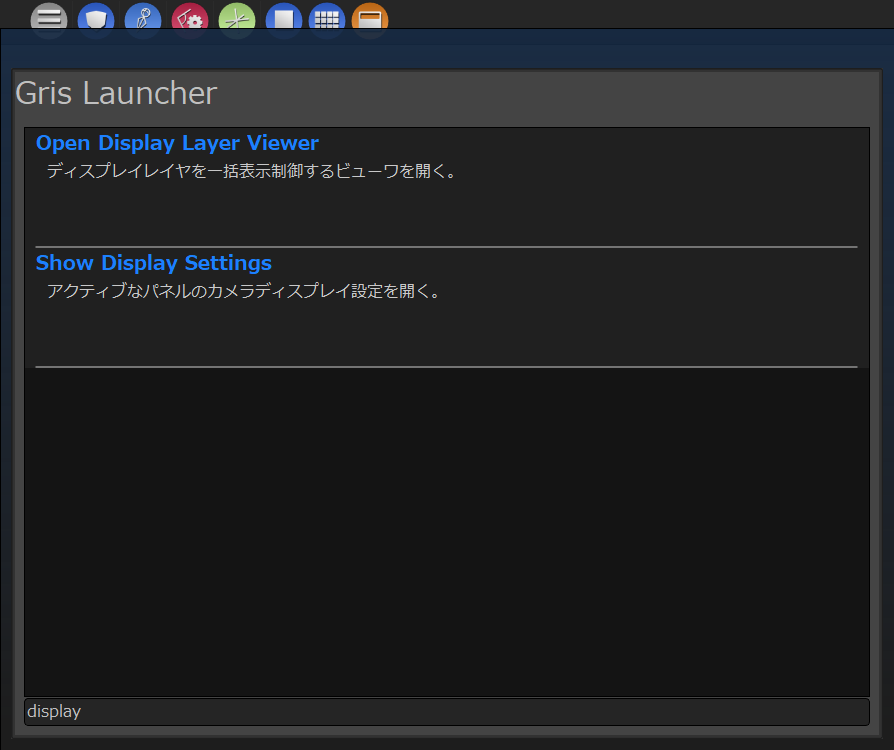 Gris Launcher
Open Display Layer Viewer
ディスプレイレイヤを一括表示制御するビューワを開く。
Show Display Settings
アクティブなパネルのカメラディスプレイ設定を開く。
display